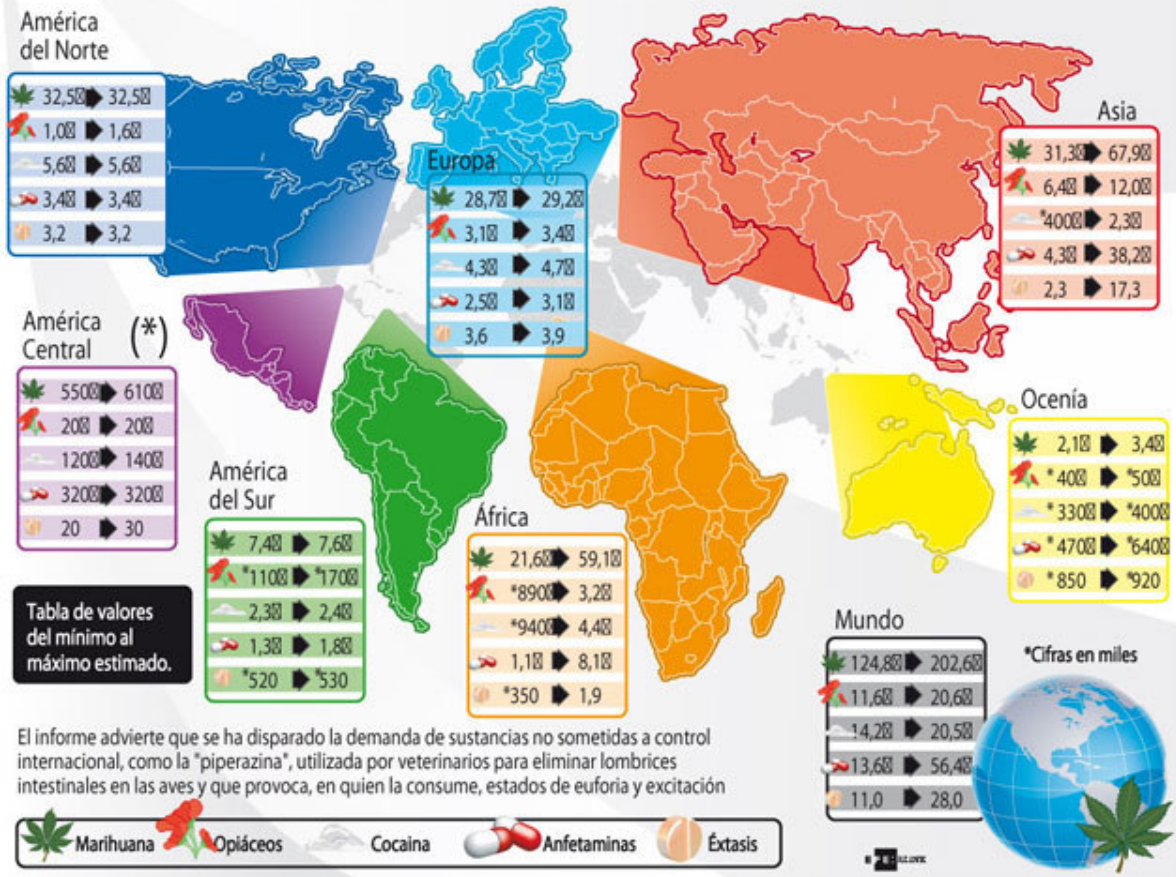 América
del Norte
32,5 32,5
1,0 1,6
5,6 5,6
3,4 3,4
3,2 3,2
Europa
28,7 29,2
3,1 3,4
4,3 4,7
2,5 3,1
3,6 3,9
Asia
31,3 67,9
6,4 12,0
*400 2,3
4,3 38,2
2,3 17,3
América
Central (*)
550 610
20 20
120 140
320 320
20 30
América
del Sur
7,4 7,6
*110 *170
2,3 2,4
1,3 1,8
*520 *530
África
21,6 59,1
*890 3,2
*940 4,4
1,1 8,1
*350 1,9
Ocenía
2,1 3,4
*40 *50
*330 *400
*470 *640
*850 *920
Tabla de valores
del mínimo al
máximo estimado.
Mundo
124,8 202,6
11,6 20,6
14,2 20,5
13,6 56,4
11,0 28,0
*Cifras en miles
El informe advierte que se ha disparado la demanda de sustancias no sometidas a control
internacional, como la "piperazina", utilizada por veterinarios para eliminar lombrices
intestinales en las aves y que provoca, en quien la consume, estados de euforia y excitación
Marihuana Opiáceos Cocaina Anfetaminas Éxtasis